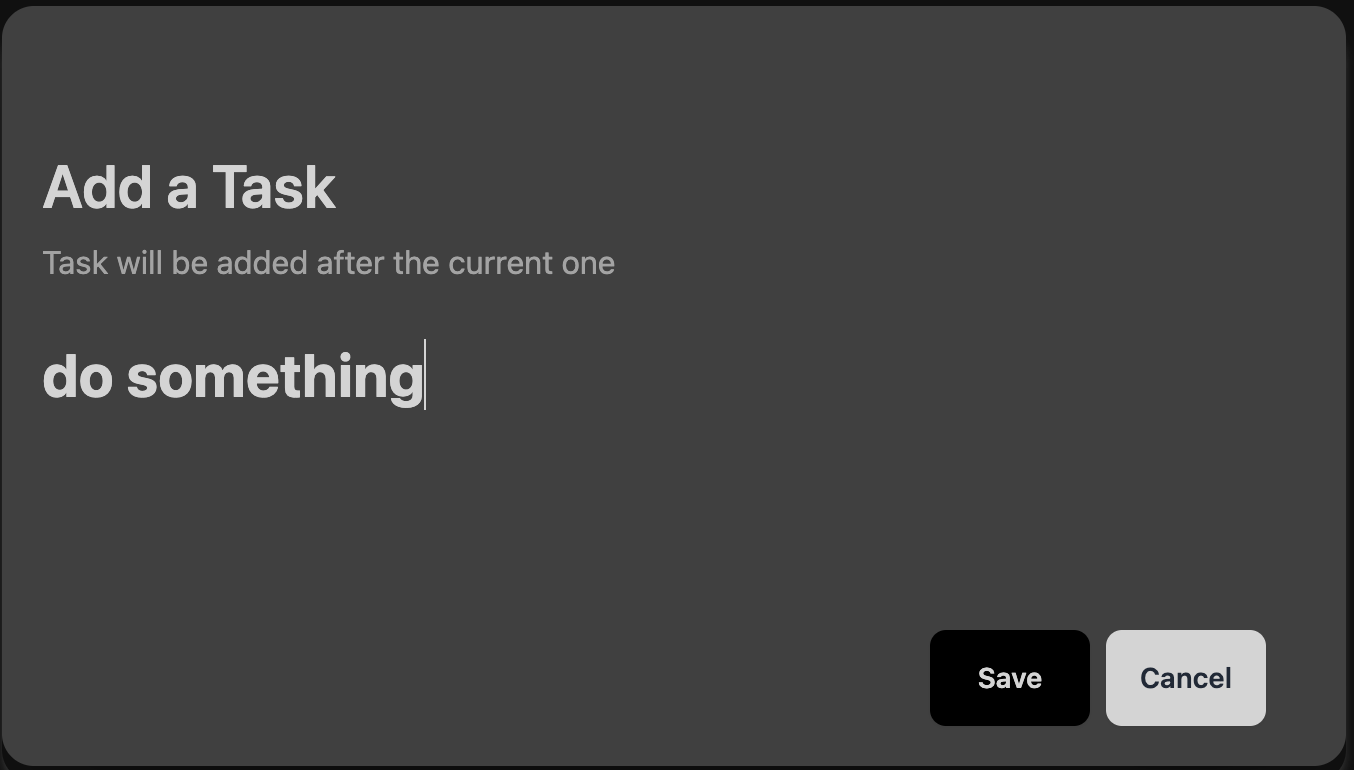 Add a Task
Task will be added after the current one
do something
Save
Cancel